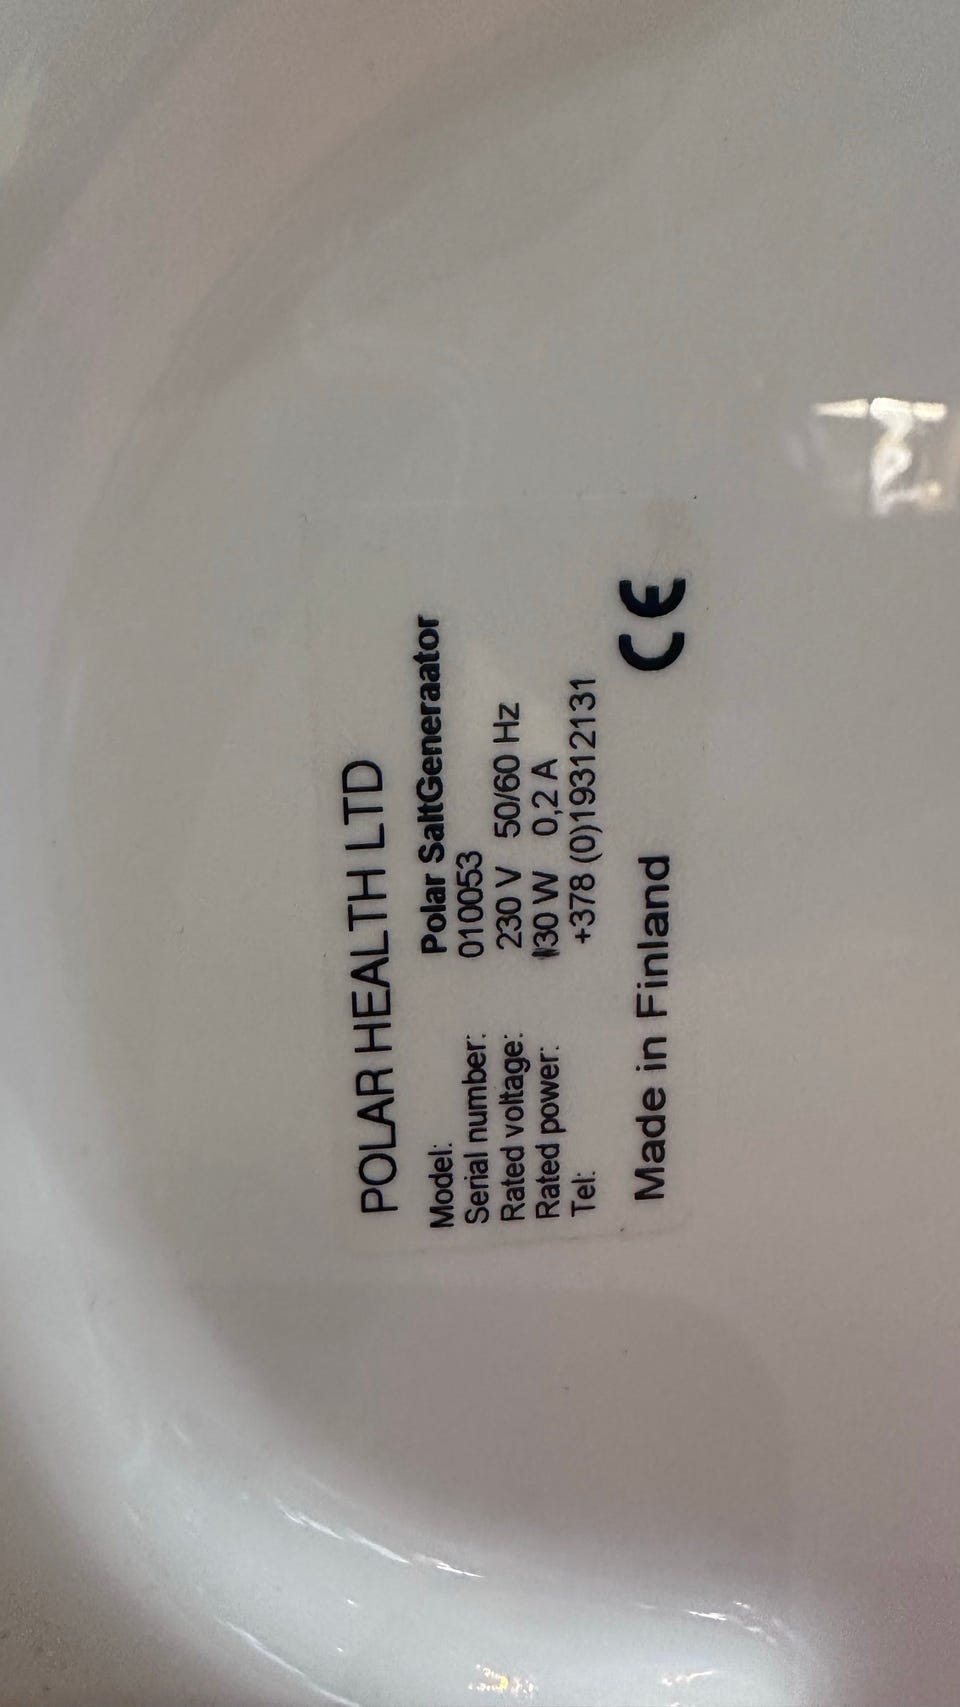 POLAR HEALTH LTD
Model: Polar SaltGeneraator
Serial number: 010053
Rated voltage: 230 V 50/60 Hz
Rated power: 30 W 0,2 A
Tel: +378 (0)19312131
Made in Finland CE